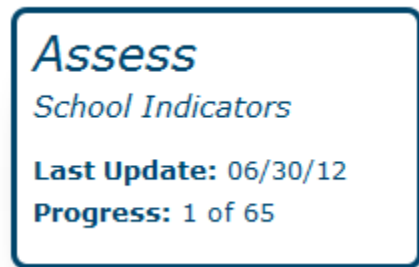 Assess
School Indicators
Last Update: 06/30/12
Progress: 1 of 65